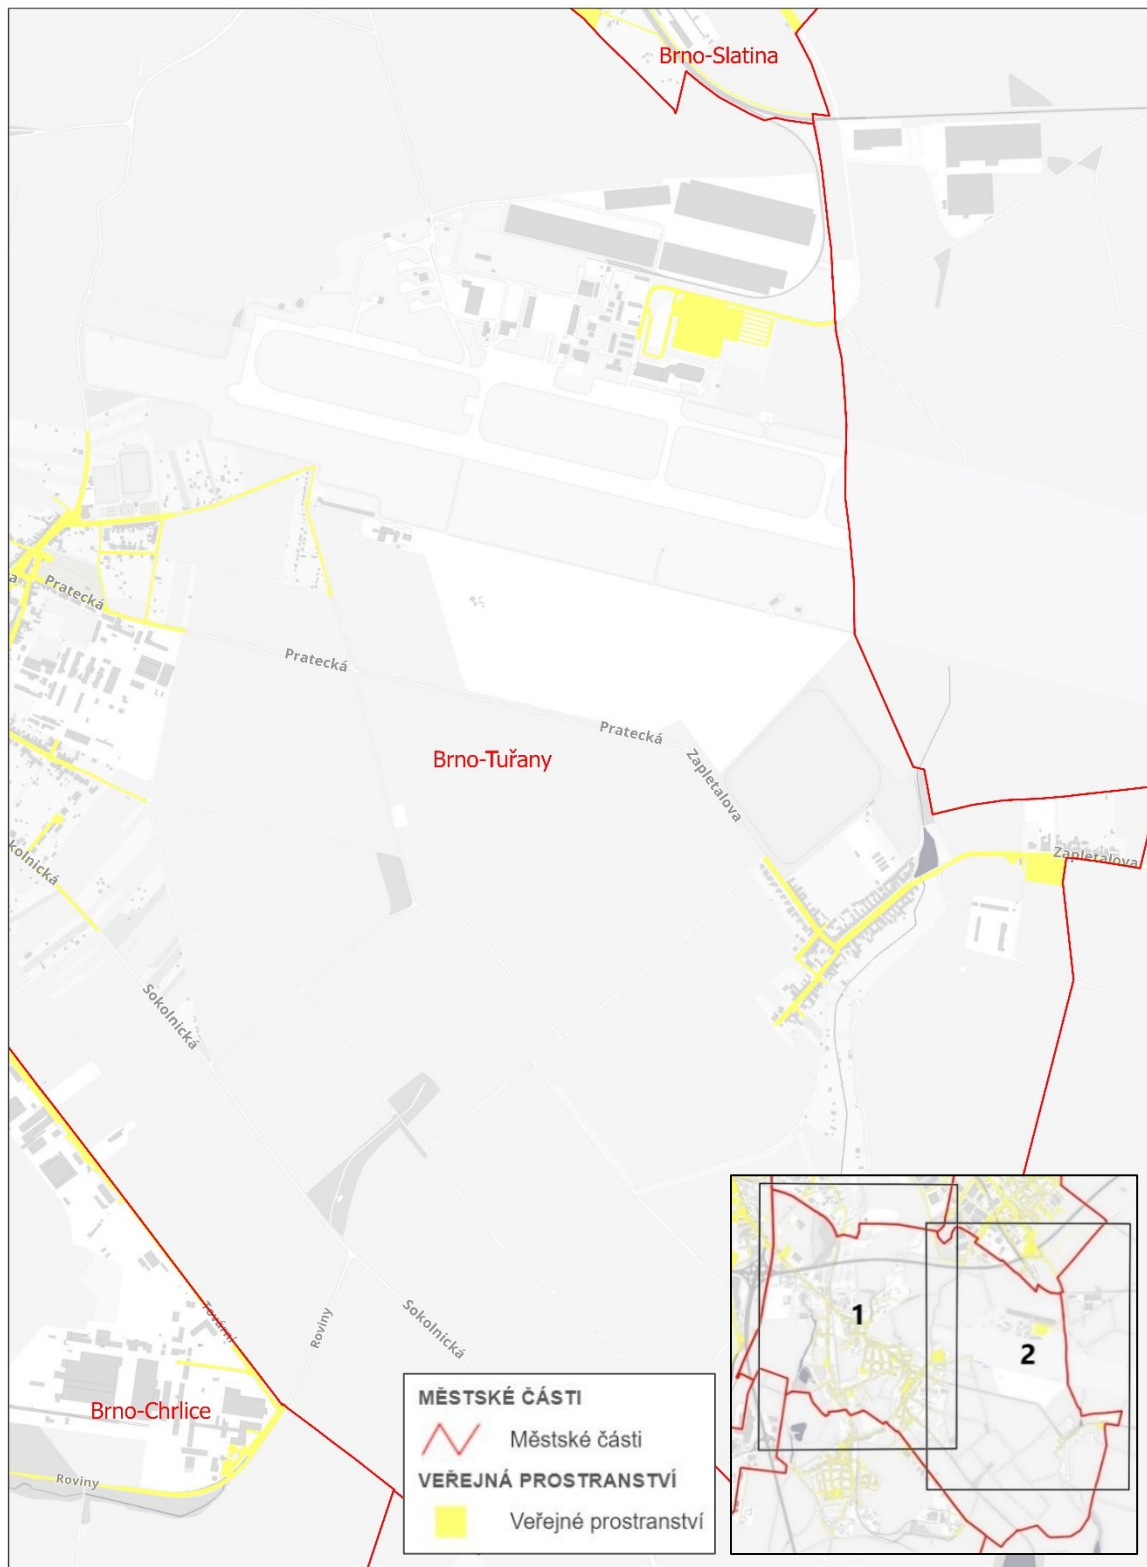 Brno-Slatina
Pratecká
Pratecká
Pratecká
Zapletalova
Brno-Tuřany
Zapletalova
kolnická
Sokolnická
Tovární
Roviny
Sokolnická
Brno-Chrlice
Roviny
MĚSTSKÉ ČÁSTI
Městské části
VEŘEJNÁ PROSTRANSTVÍ
Veřejné prostranství
1
2